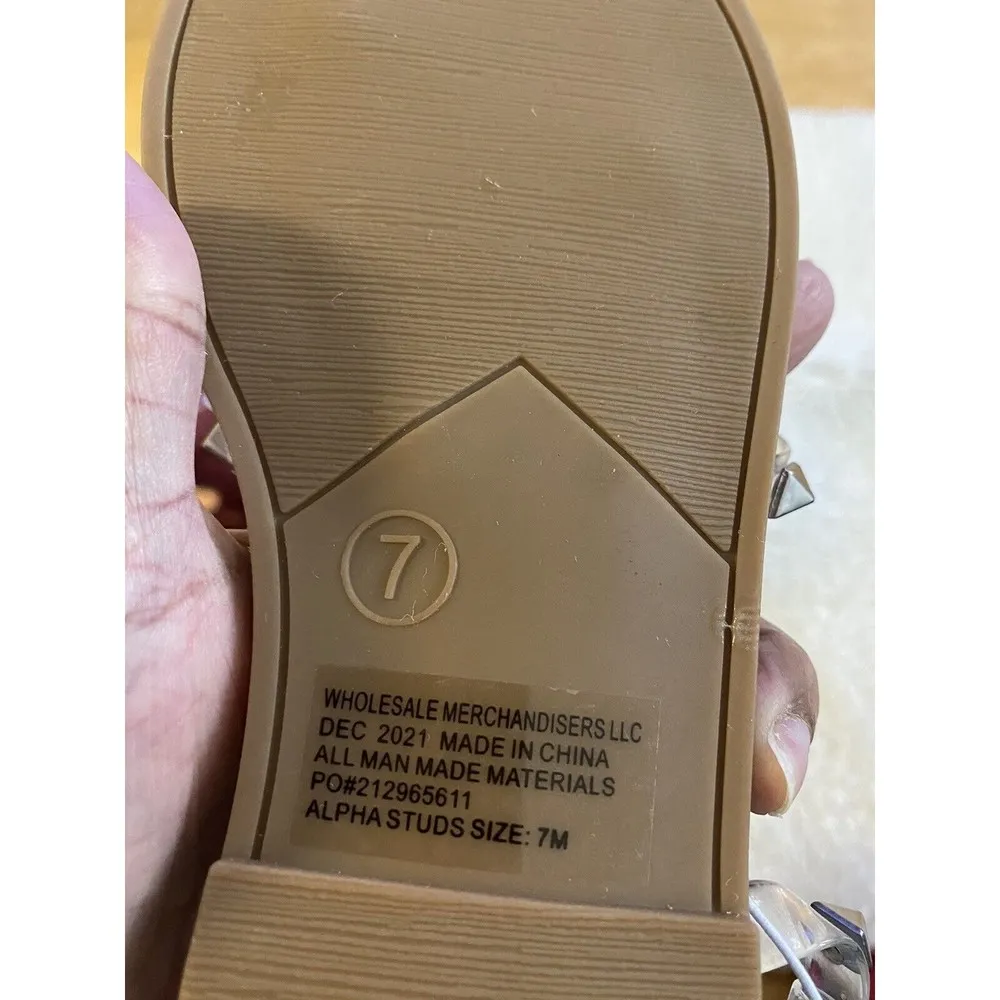 7
WHOLESALE MERCHANDISERS LLC
DEC 2021 MADE IN CHINA
ALL MAN MADE MATERIALS
PO#212965611
ALPHA STUDS SIZE: 7M